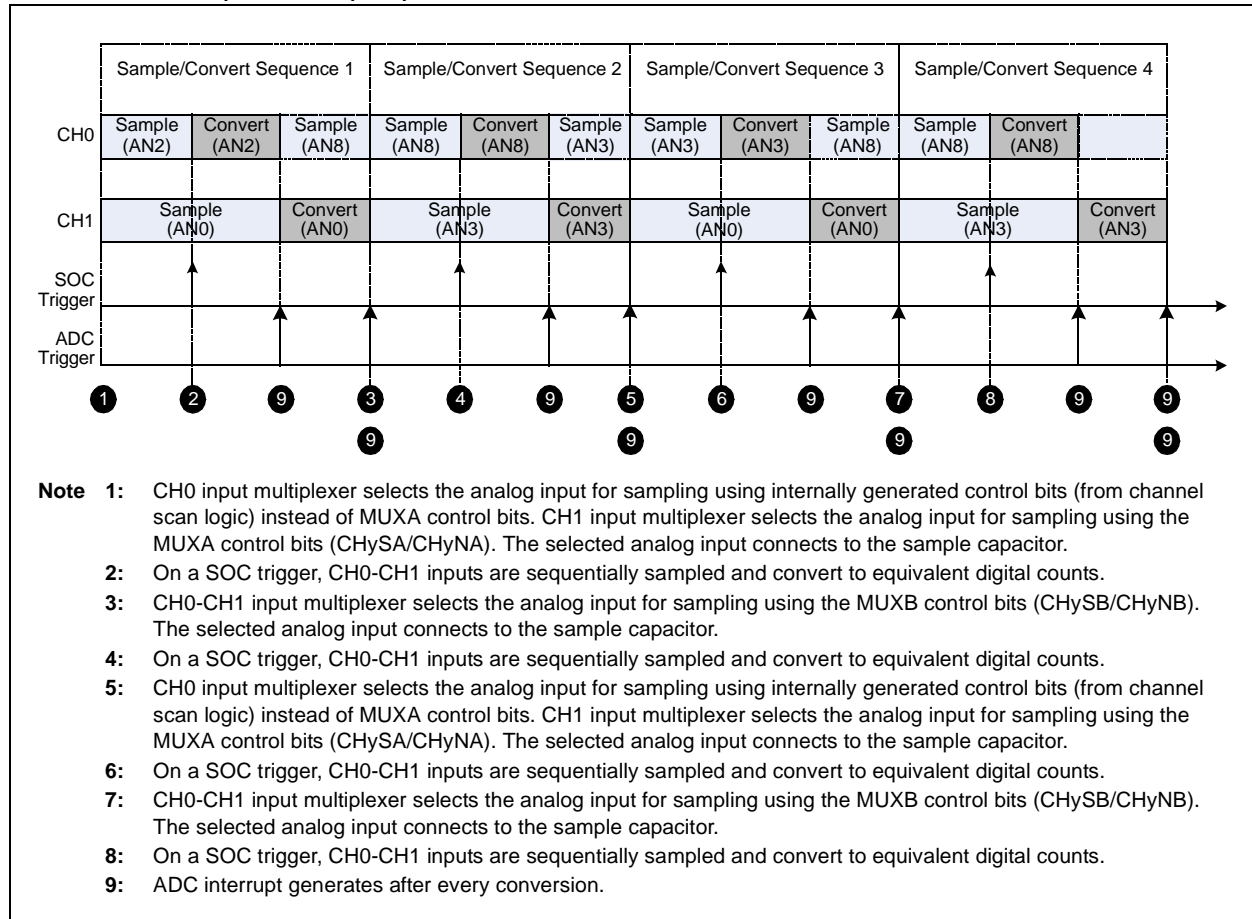 Sample/Convert Sequence 1 Sample/Convert Sequence 2 Sample/Convert Sequence 3 Sample/Convert Sequence 4
CH0
Sample (AN2)
Convert (AN2)
Sample (AN8)
Sample (AN8)
Convert (AN8)
Sample (AN3)
Sample (AN3)
Convert (AN3)
Sample (AN8)
Sample (AN8)
Convert (AN8)
CH1
Sample (AN0)
Convert (AN0)
Sample (AN3)
Convert (AN3)
Sample (AN0)
Convert (AN0)
Sample (AN3)
Convert (AN3)
SOC
Trigger
ADC
Trigger
1 2 9 3 4 9 5 6 9 7 8 9 9
9 9 9 9
Note 1: CH0 input multiplexer selects the analog input for sampling using internally generated control bits (from channel
scan logic) instead of MUXA control bits. CH1 input multiplexer selects the analog input for sampling using the
MUXA control bits (CHySA/CHyNA). The selected analog input connects to the sample capacitor.
2: On a SOC trigger, CH0-CH1 inputs are sequentially sampled and convert to equivalent digital counts.
3: CH0-CH1 input multiplexer selects the analog input for sampling using the MUXB control bits (CHySB/CHyNB).
The selected analog input connects to the sample capacitor.
4: On a SOC trigger, CH0-CH1 inputs are sequentially sampled and convert to equivalent digital counts.
5: CH0 input multiplexer selects the analog input for sampling using internally generated control bits (from channel
scan logic) instead of MUXA control bits. CH1 input multiplexer selects the analog input for sampling using the
MUXA control bits (CHySA/CHyNA). The selected analog input connects to the sample capacitor.
6: On a SOC trigger, CH0-CH1 inputs are sequentially sampled and convert to equivalent digital counts.
7: CH0-CH1 input multiplexer selects the analog input for sampling using the MUXB control bits (CHySB/CHyNB).
The selected analog input connects to the sample capacitor.
8: On a SOC trigger, CH0-CH1 inputs are sequentially sampled and convert to equivalent digital counts.
9: ADC interrupt generates after every conversion.